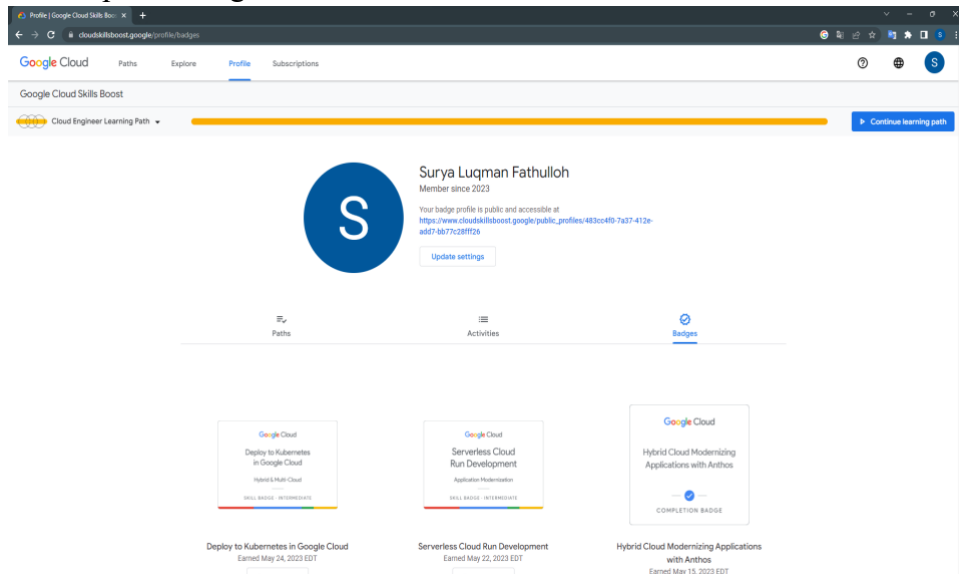 Profile | Google Cloud Skills Boo
cloudskillsboost.google/profile/badges
Google Cloud Paths Explore Profile Subscriptions S
Google Cloud Skills Boost
Cloud Engineer Learning Path Continue learning path
S
Surya Luqman Fathulloh
Member since 2023
Your badge profile is public and accessible at
https://www.cloudskillsboost.google/public_profiles/483cc4f0-7a37-412e-
add7-bb77c28fff26
Update settings
Paths Activities Badges
Google Cloud
Deploy to Kubernetes
in Google Cloud
Hybrid & Multi-Cloud
SKILL BADGE · INTERMEDIATE
Google Cloud
Serverless Cloud
Run Development
Application Modernization
SKILL BADGE · INTERMEDIATE
Google Cloud
Hybrid Cloud Modernizing
Applications with Anthos
COMPLETION BADGE
Deploy to Kubernetes in Google Cloud
Earned May 24, 2023 EDT
Serverless Cloud Run Development
Earned May 22, 2023 EDT
Hybrid Cloud Modernizing Applications
with Anthos
Earned May 15, 2023 EDT